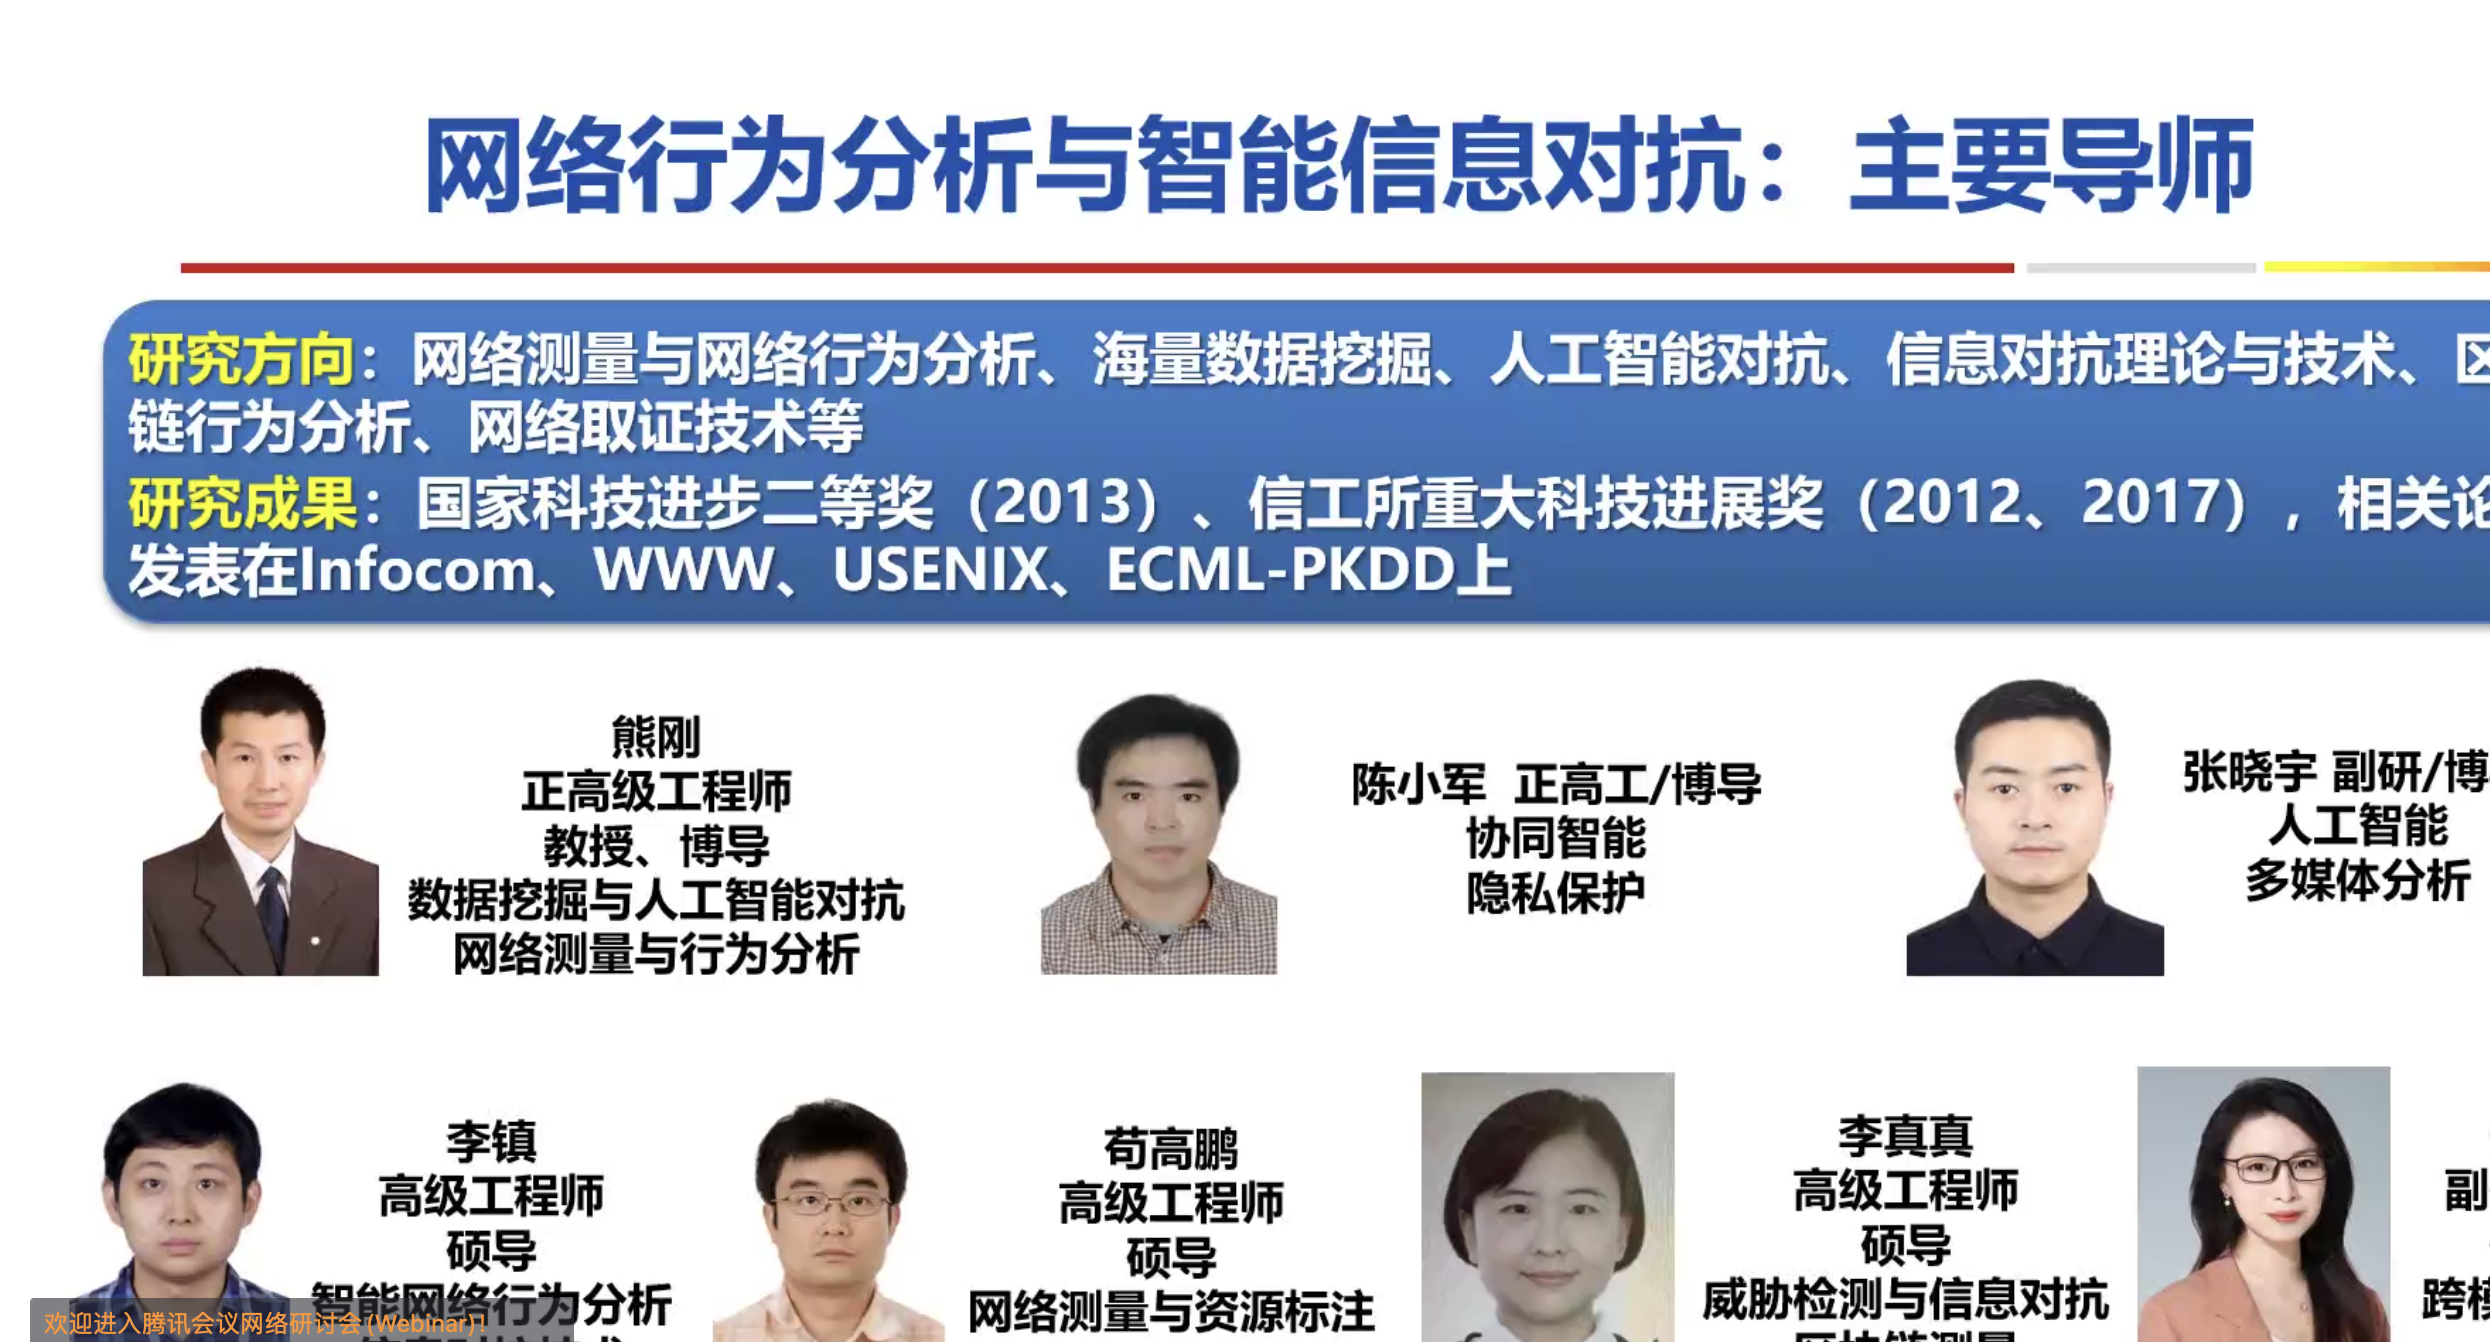 网络行为分析与智能信息对抗：主要导师
研究方向：网络测量与网络行为分析、海量数据挖掘、人工智能对抗、信息对抗理论与技术、区
链行为分析、网络取证技术等
研究成果：国家科技进步二等奖（2013）、信工所重大科技进展奖（2012、2017），相关论
发表在Infocom、WWW、USENIX、ECML-PKDD上
熊刚
正高级工程师
教授、博导
数据挖掘与人工智能对抗
网络测量与行为分析
陈小军 正高工/博导
协同智能
隐私保护
张晓宇 副研/博
人工智能
多媒体分析
李镇
高级工程师
硕导
智能网络行为分析
苟高鹏
高级工程师
硕导
网络测量与资源标注
李真真
高级工程师
硕导
威胁检测与信息对抗
区块链测量
副
跨模
欢迎进入腾讯会议网络研讨会(Webinar)！